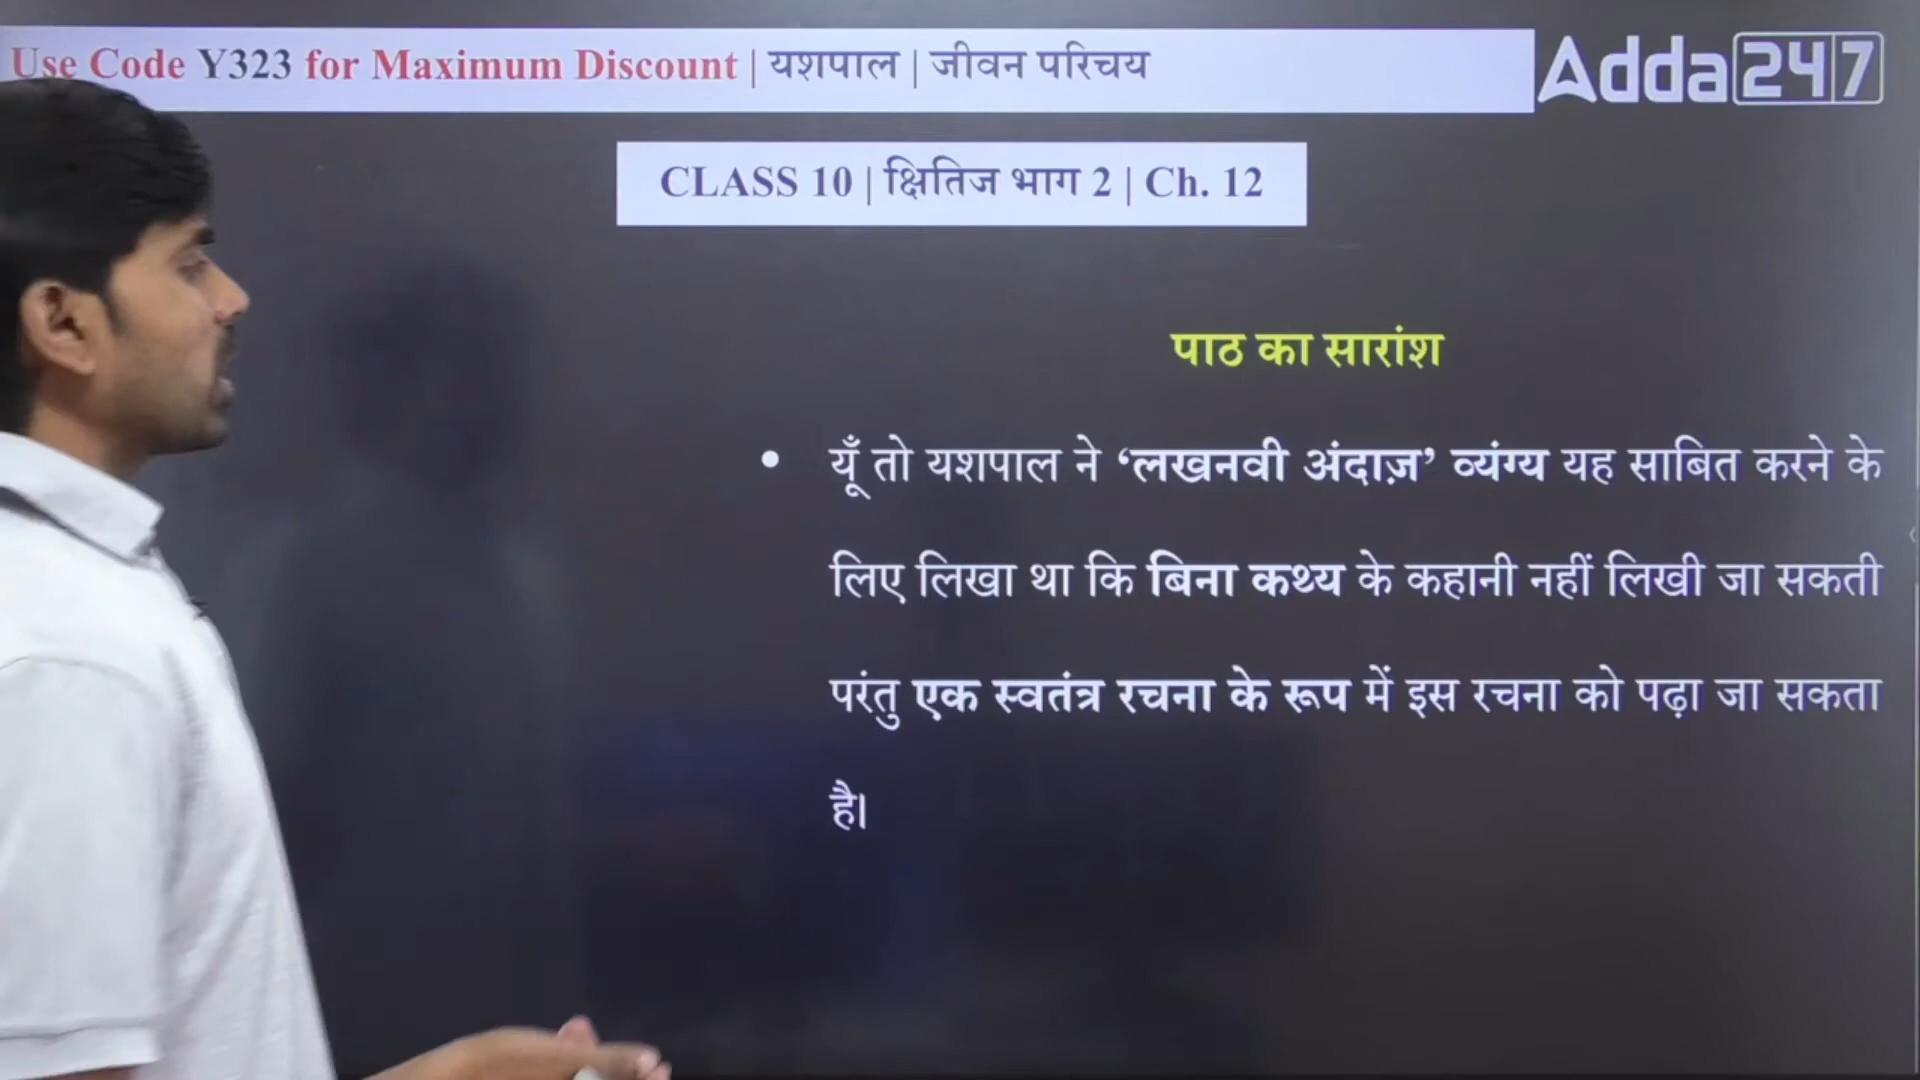 Use Code Y323 for Maximum Discount | यशपाल | जीवन परिचय
Adda247
CLASS 10 | क्षितिज भाग 2 | Ch. 12
पाठ का सारांश
• यूँ तो यशपाल ने ‘लखनवी अंदाज़’ व्यंग्य यह साबित करने के
लिए लिखा था कि बिना कथ्य के कहानी नहीं लिखी जा सकती
परंतु एक स्वतंत्र रचना के रूप में इस रचना को पढ़ा जा सकता
है।